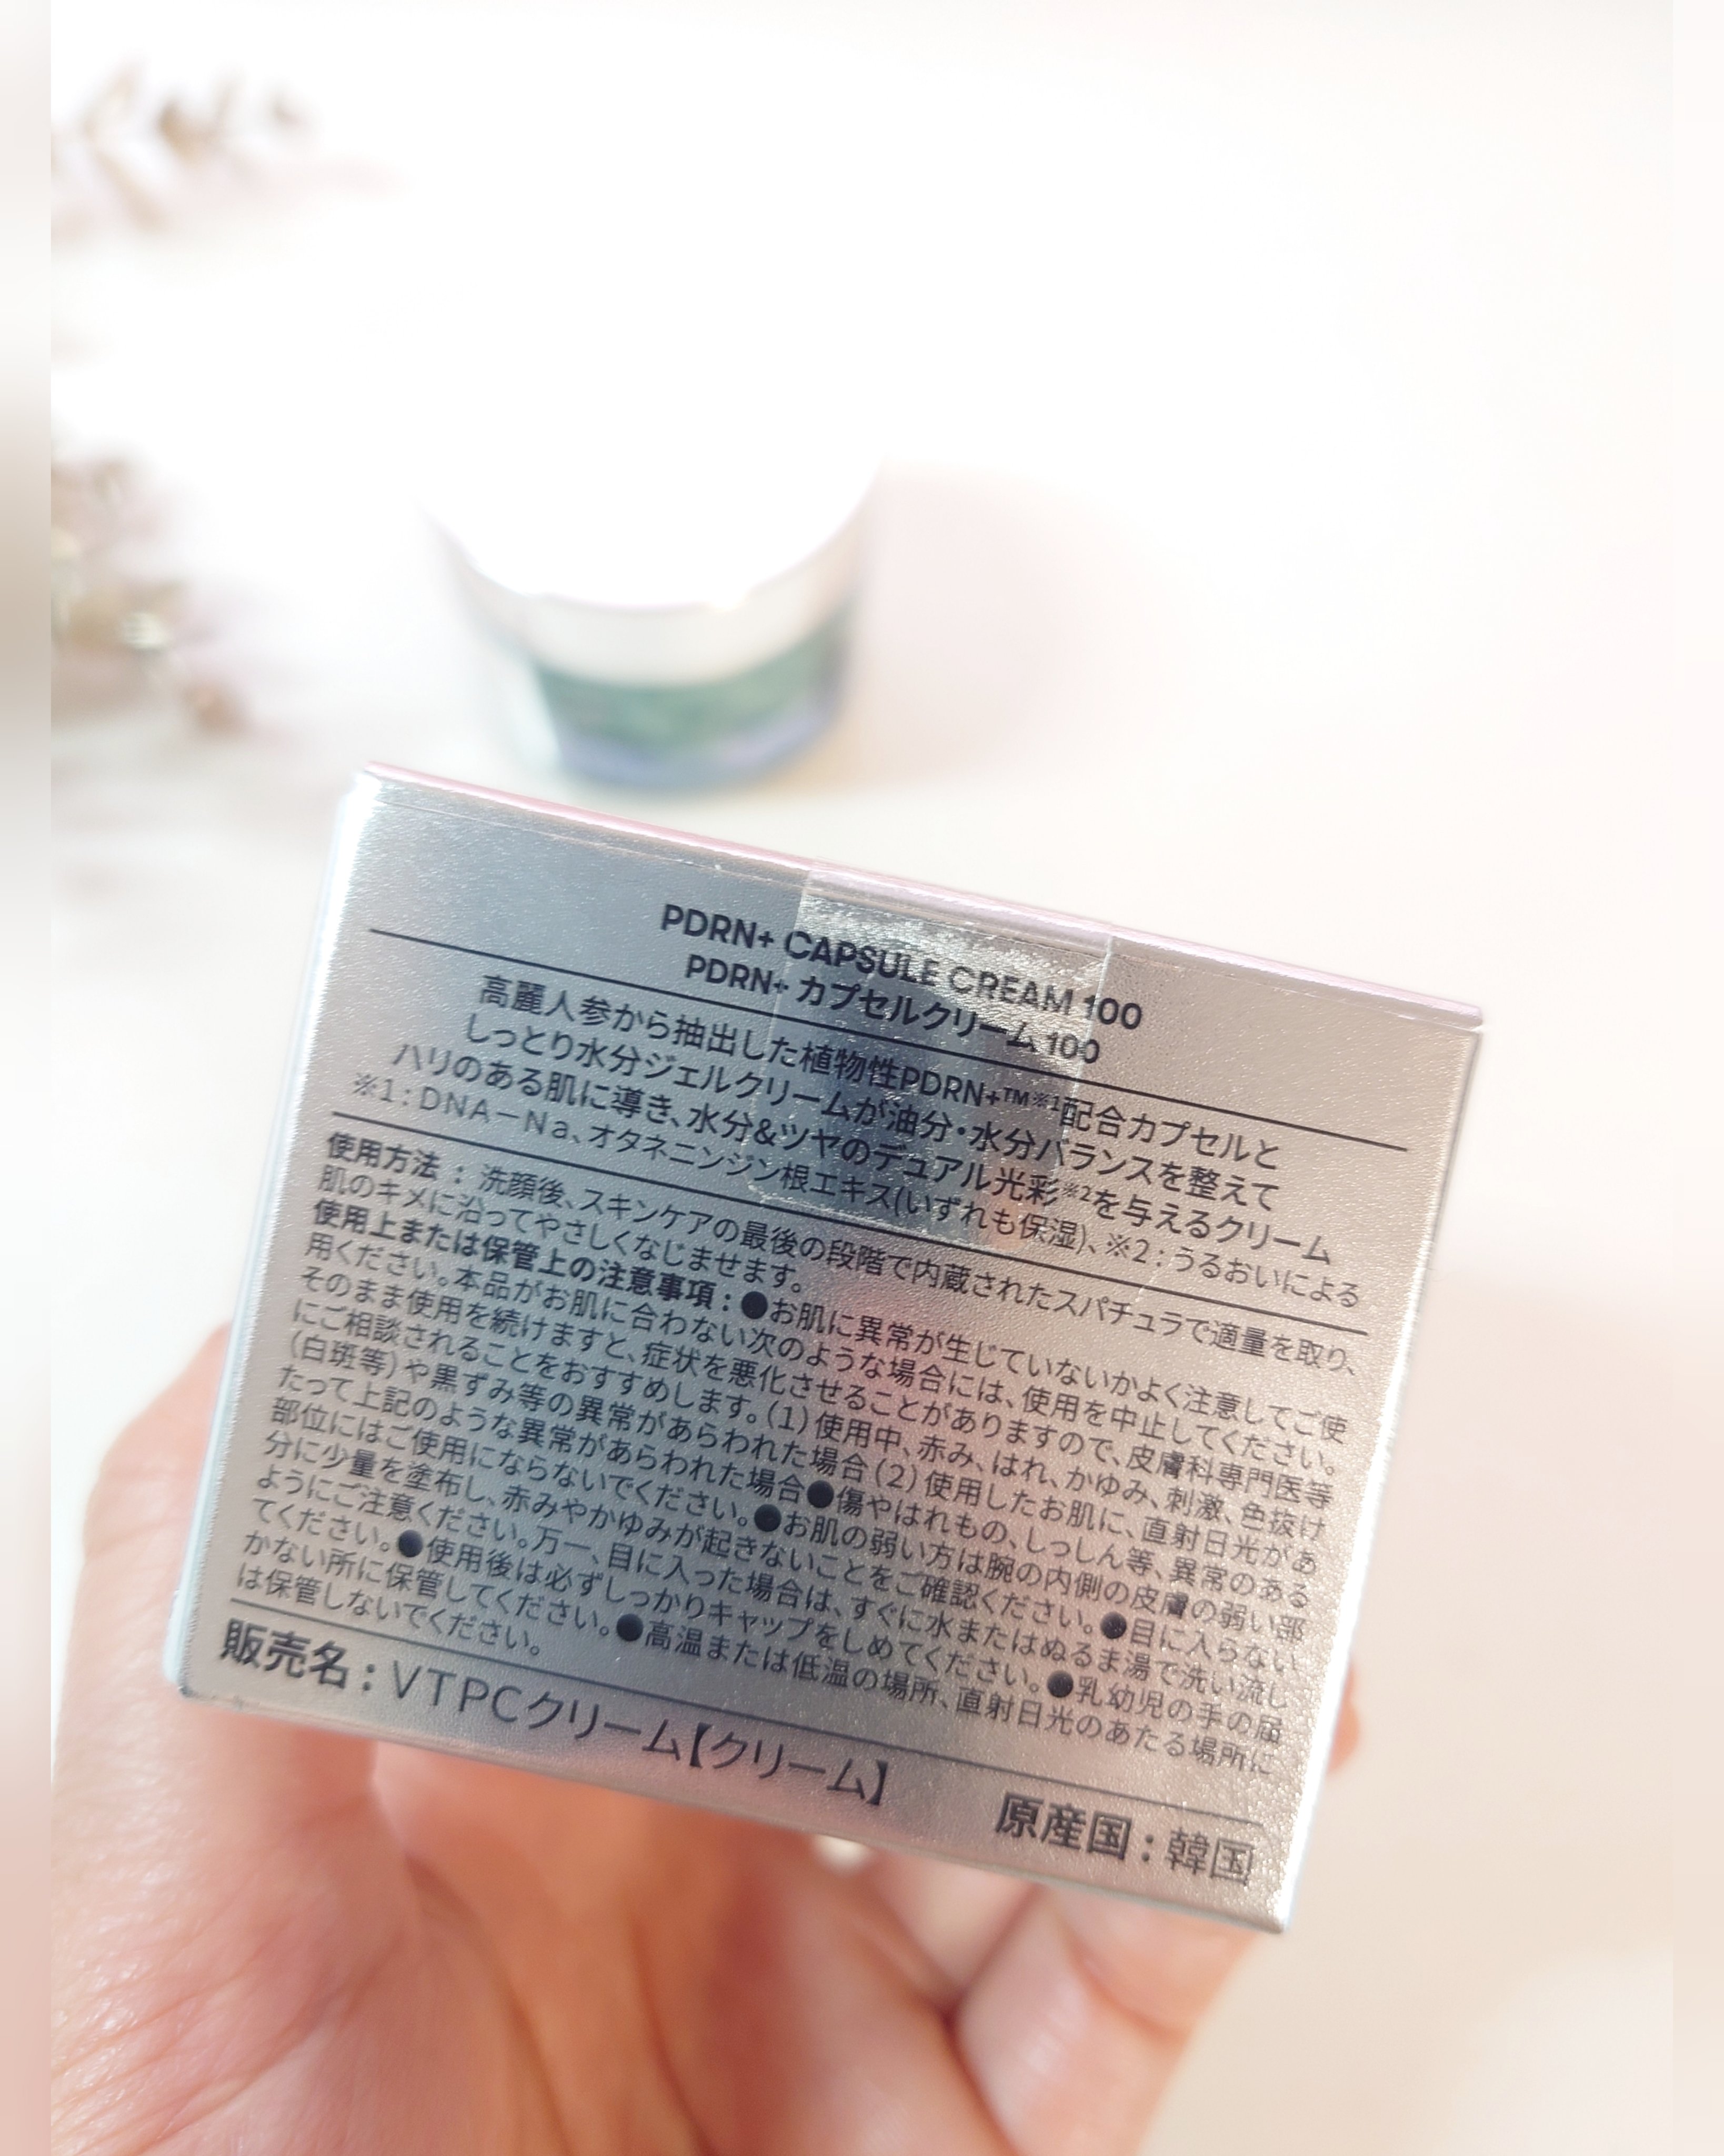 PDRN+ CAPSULE CREAM 100
PDRN+ カプセルクリーム 100
高麗人参から抽出した植物性PDRN+™※1配合カプセルと
しっとり水分ジェルクリームが油分・水分バランスを整えて
ハリのある肌に導き、水分&ツヤのデュアル光彩※2を与えるクリーム
※1:DNA－Na、オタネニンジン根エキス(いずれも保湿)、※2:うるおいによる
使用方法：洗顔後、スキンケアの最後の段階で内蔵されたスパチュラで適量を取り、
肌のキメに沿ってやさしくなじませます。
使用上または保管上の注意事項：●お肌に異常が生じていないかよく注意してご使
用ください。本品がお肌に合わない次のような場合には、使用を中止してください。
そのまま使用を続けますと、症状を悪化させることがありますので、皮膚科専門医等
にご相談されることをおすすめします。(1)使用中、赤み、はれ、かゆみ、刺激、色抜け
(白斑等)や黒ずみ等の異常があらわれた場合(2)使用したお肌に、直射日光があ
たって上記のような異常があらわれた場合●傷やはれもの、しっしん等、異常のある
部位にはご使用にならないでください。●お肌の弱い方は腕の内側の皮膚の弱い部
分に少量を塗布し、赤みやかゆみが起きないことをご確認ください。●目に入らない
ようにご注意ください。万一、目に入った場合は、すぐに水またはぬるま湯で洗い流し
てください。●使用後は必ずしっかりキャップをしめてください。●乳幼児の手の届
かない所に保管してください。●高温または低温の場所、直射日光のあたる場所に
は保管しないでください。
販売名：VTPCクリーム【クリーム】 原産国：韓国